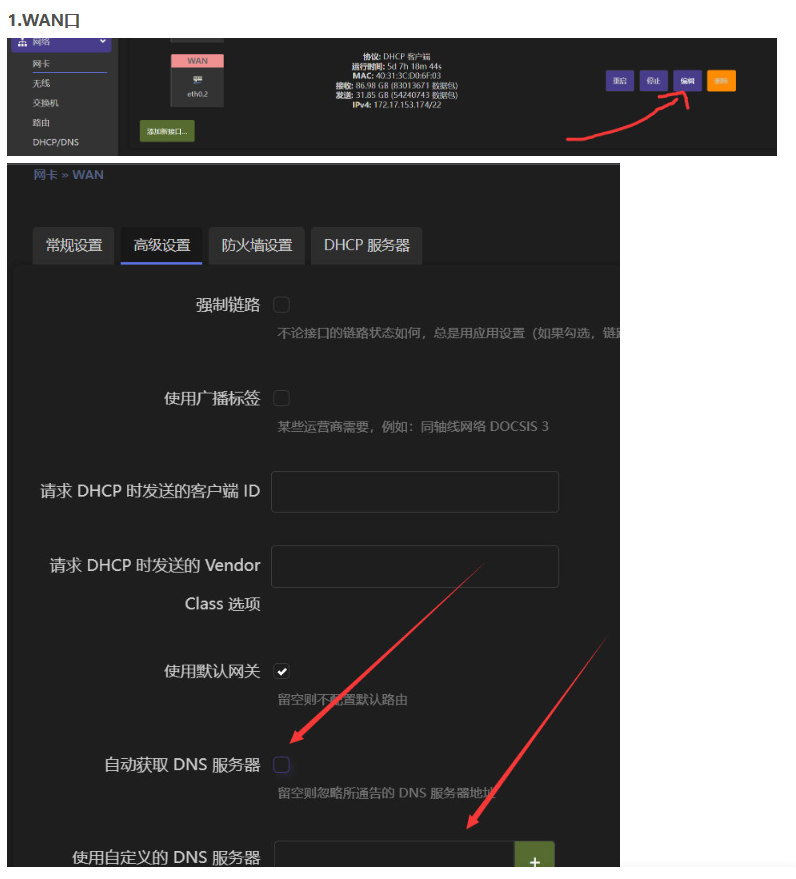 1.WAN口
网络
网卡
无线
交换机
路由
DHCP/DNS
WAN
eth0.2
添加新接口...
协议: DHCP 客户端
运行时间: 5d 7h 18m 44s
MAC: 40:31:3C:D0:6F:03
接收: 86.98 GB (83013671 数据包)
发送: 31.85 GB (54240743 数据包)
IPv4: 172.17.153.174/22
重启 停止 编辑 删除
网卡 » WAN
常规设置 高级设置 防火墙设置 DHCP 服务器
强制链路
不论接口的链路状态如何，总是用应用设置（如果勾选，链
使用广播标签
某些运营商需要，例如：同轴线网络 DOCSIS 3
请求 DHCP 时发送的客户端 ID
请求 DHCP 时发送的 Vendor
Class 选项
使用默认网关
留空则不配置默认路由
自动获取 DNS 服务器
留空则忽略所通告的 DNS 服务器地址
使用自定义的 DNS 服务器
+